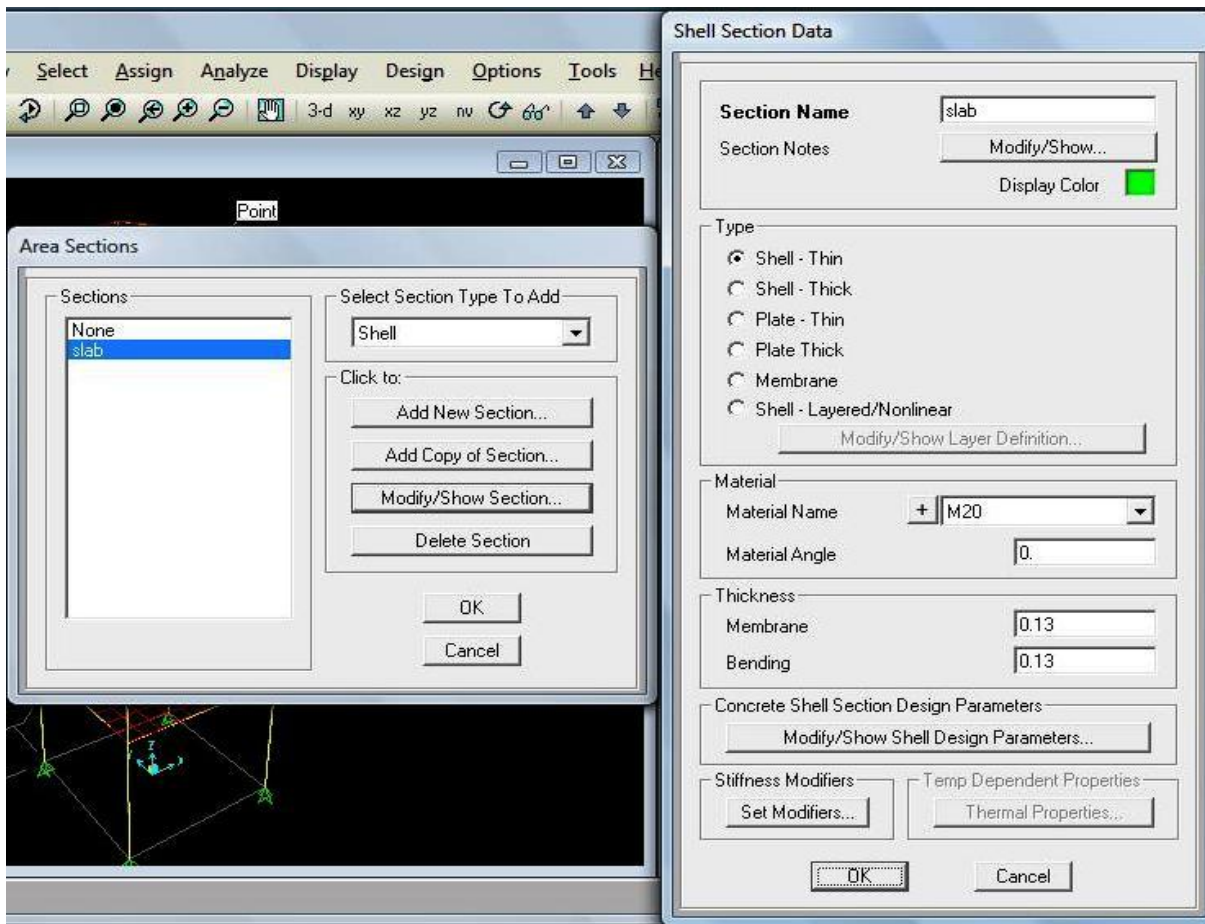 Select Assign Analyze Display Design Options Tools
3-d xy xz yz nv
Point
Area Sections
Sections
None
slab
Select Section Type To Add
Shell
Click to:
Add New Section...
Add Copy of Section...
Modify/Show Section...
Delete Section
OK
Cancel
Shell Section Data
Section Name slab
Section Notes Modify/Show...
Display Color
Type
Shell - Thin
Shell - Thick
Plate - Thin
Plate Thick
Membrane
Shell - Layered/Nonlinear
Modify/Show Layer Definition...
Material
Material Name + M20
Material Angle 0.
Thickness
Membrane 0.13
Bending 0.13
Concrete Shell Section Design Parameters
Modify/Show Shell Design Parameters...
Stiffness Modifiers
Set Modifiers...
Temp Dependent Properties
Thermal Properties...
OK Cancel